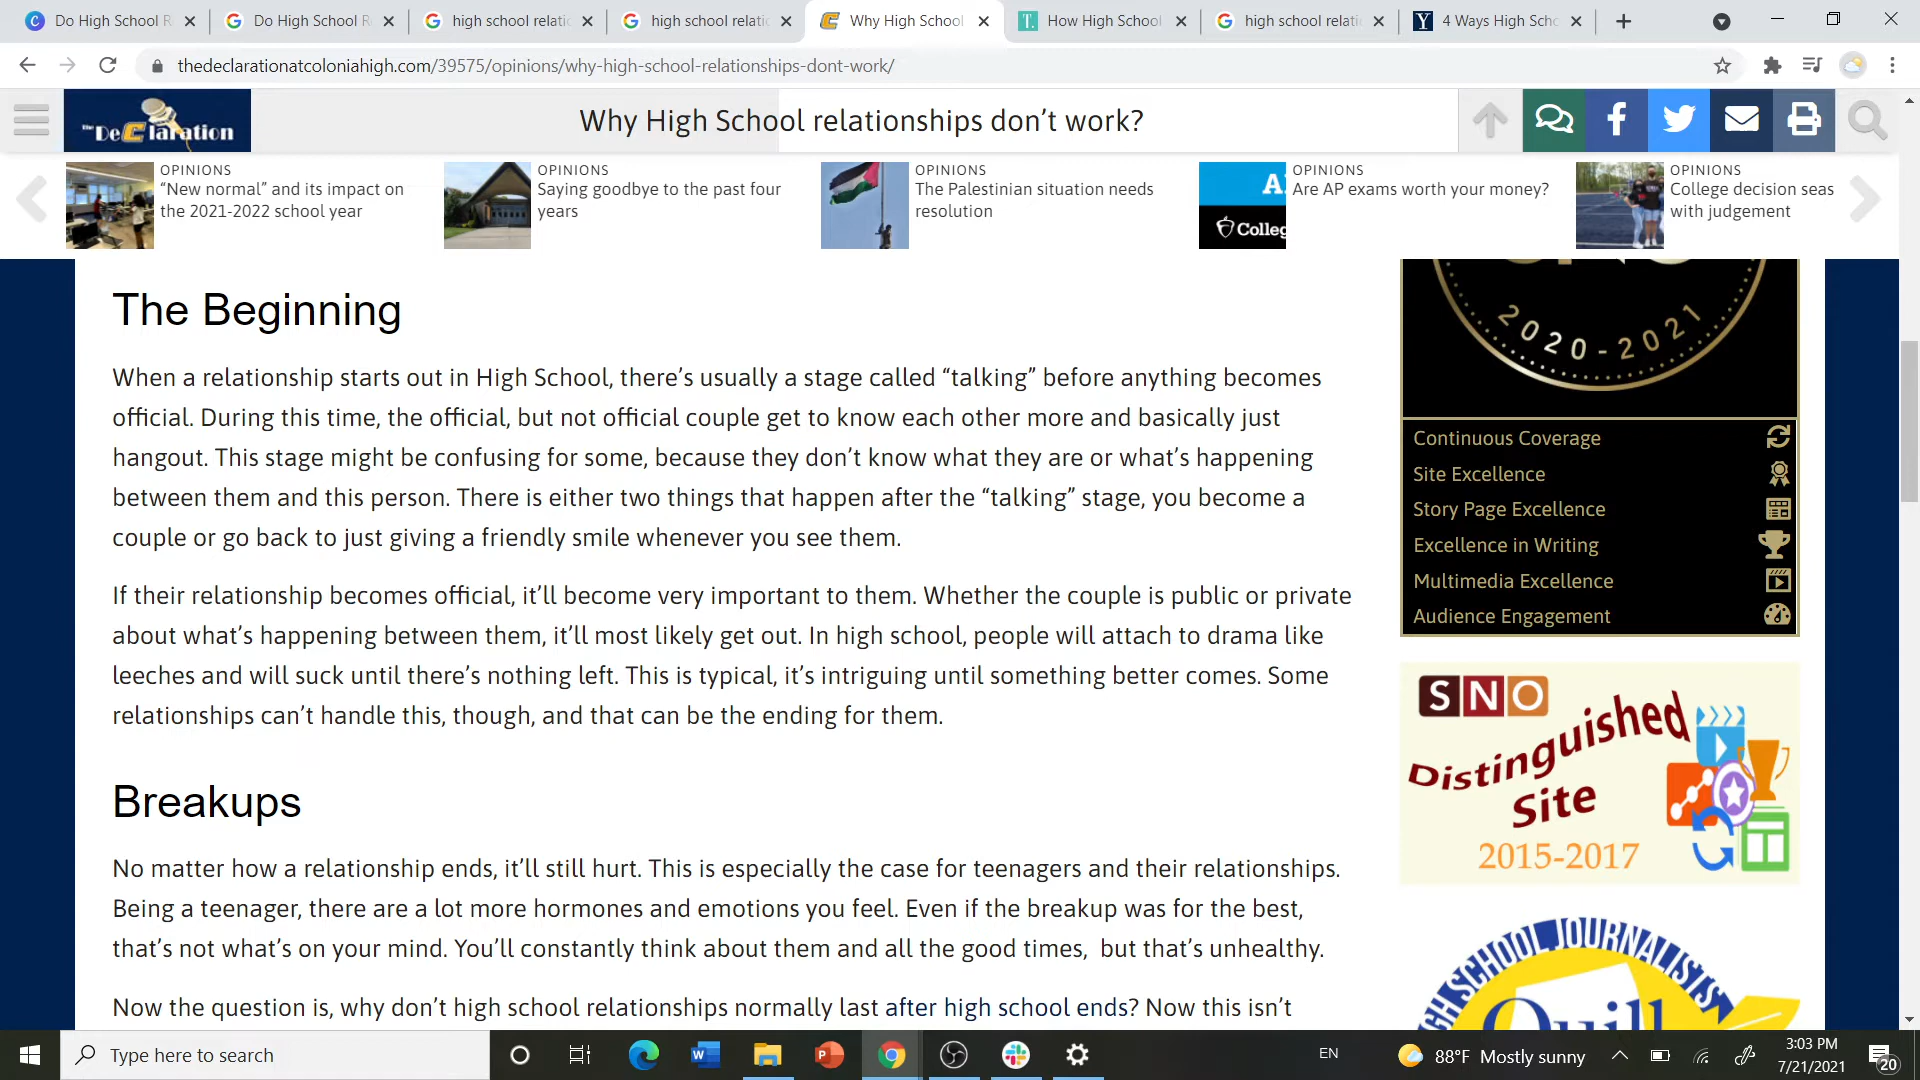 Do High School R
Do High School R
high school relatio
high school relatio
Why High School
How High School
high school relatio
4 Ways High Scho
thedeclarationatcoloniahigh.com/39575/opinions/why-high-school-relationships-dont-work/
The DeClaration
Why High School relationships don’t work?
OPINIONS
“New normal” and its impact on
the 2021-2022 school year
OPINIONS
Saying goodbye to the past four
years
OPINIONS
The Palestinian situation needs
resolution
A
Colleg
OPINIONS
Are AP exams worth your money?
OPINIONS
College decision seas
with judgement
The Beginning
When a relationship starts out in High School, there’s usually a stage called “talking” before anything becomes
official. During this time, the official, but not official couple get to know each other more and basically just
hangout. This stage might be confusing for some, because they don’t know what they are or what’s happening
between them and this person. There is either two things that happen after the “talking” stage, you become a
couple or go back to just giving a friendly smile whenever you see them.
If their relationship becomes official, it’ll become very important to them. Whether the couple is public or private
about what’s happening between them, it’ll most likely get out. In high school, people will attach to drama like
leeches and will suck until there’s nothing left. This is typical, it’s intriguing until something better comes. Some
relationships can’t handle this, though, and that can be the ending for them.
Breakups
No matter how a relationship ends, it’ll still hurt. This is especially the case for teenagers and their relationships.
Being a teenager, there are a lot more hormones and emotions you feel. Even if the breakup was for the best,
that’s not what’s on your mind. You’ll constantly think about them and all the good times,  but that’s unhealthy.
Now the question is, why don’t high school relationships normally last after high school ends? Now this isn’t
2020-2021
Continuous Coverage
Site Excellence
Story Page Excellence
Excellence in Writing
Multimedia Excellence
Audience Engagement
SNO
Distinguished
Site
2015-2017
HIGH SCHOOL JOURNALISTS
Quill
Type here to search
EN
88°F Mostly sunny
3:03 PM
7/21/2021
20